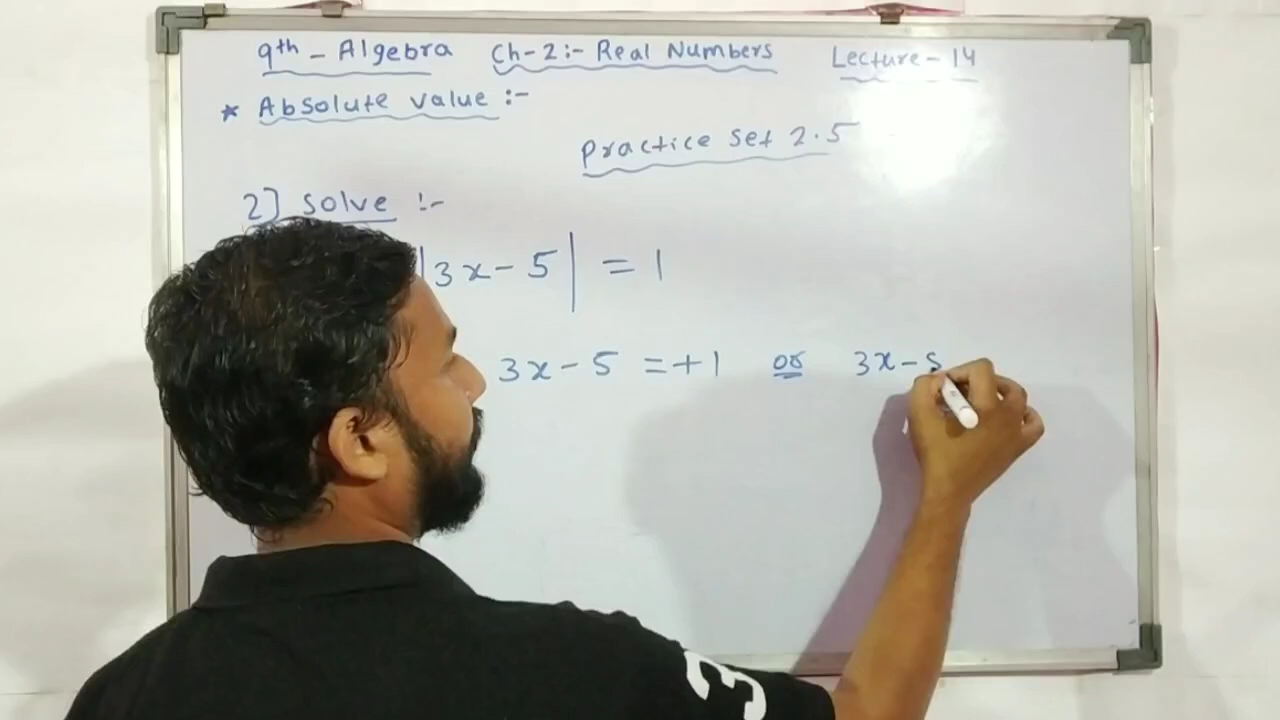 9th - Algebra Ch-2:- Real Numbers Lecture-14
* Absolute value :-
Practice Set 2.5
2] Solve :-
|3x-5| = 1
3x-5 =+1 or 3x-5
3